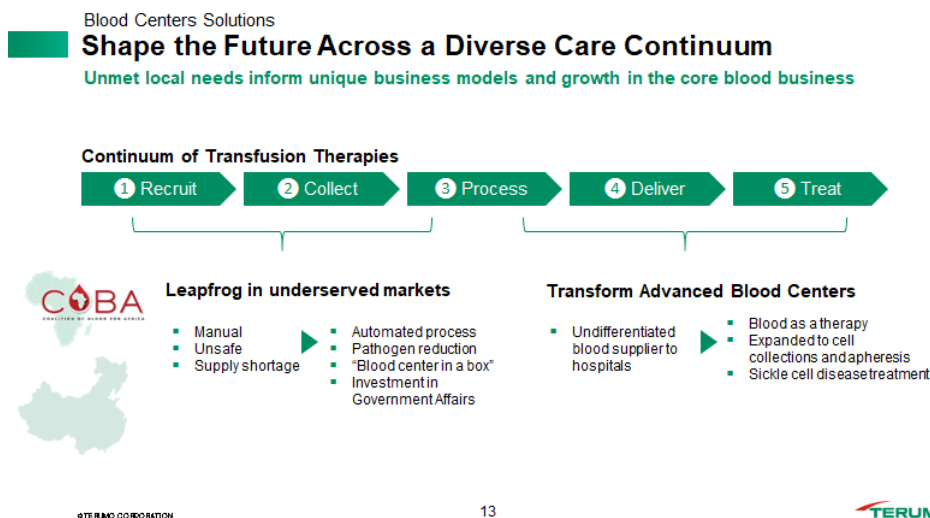 Blood Centers Solutions
Shape the Future Across a Diverse Care Continuum
Unmet local needs inform unique business models and growth in the core blood business
Continuum of Transfusion Therapies
1 Recruit
2 Collect
3 Process
4 Deliver
5 Treat
COBA
COALITION OF BLOOD FOR AFRICA
Leapfrog in underserved markets
▪ Manual
▪ Unsafe
▪ Supply shortage
▪ Automated process
▪ Pathogen reduction
▪ “Blood center in a box”
▪ Investment in
Government Affairs
Transform Advanced Blood Centers
▪ Undifferentiated
blood supplier to
hospitals
▪ Blood as a therapy
▪ Expanded to cell
collections and apheresis
▪ Sickle cell disease treatment
©TERUMO CORPORATION
13
TERUM